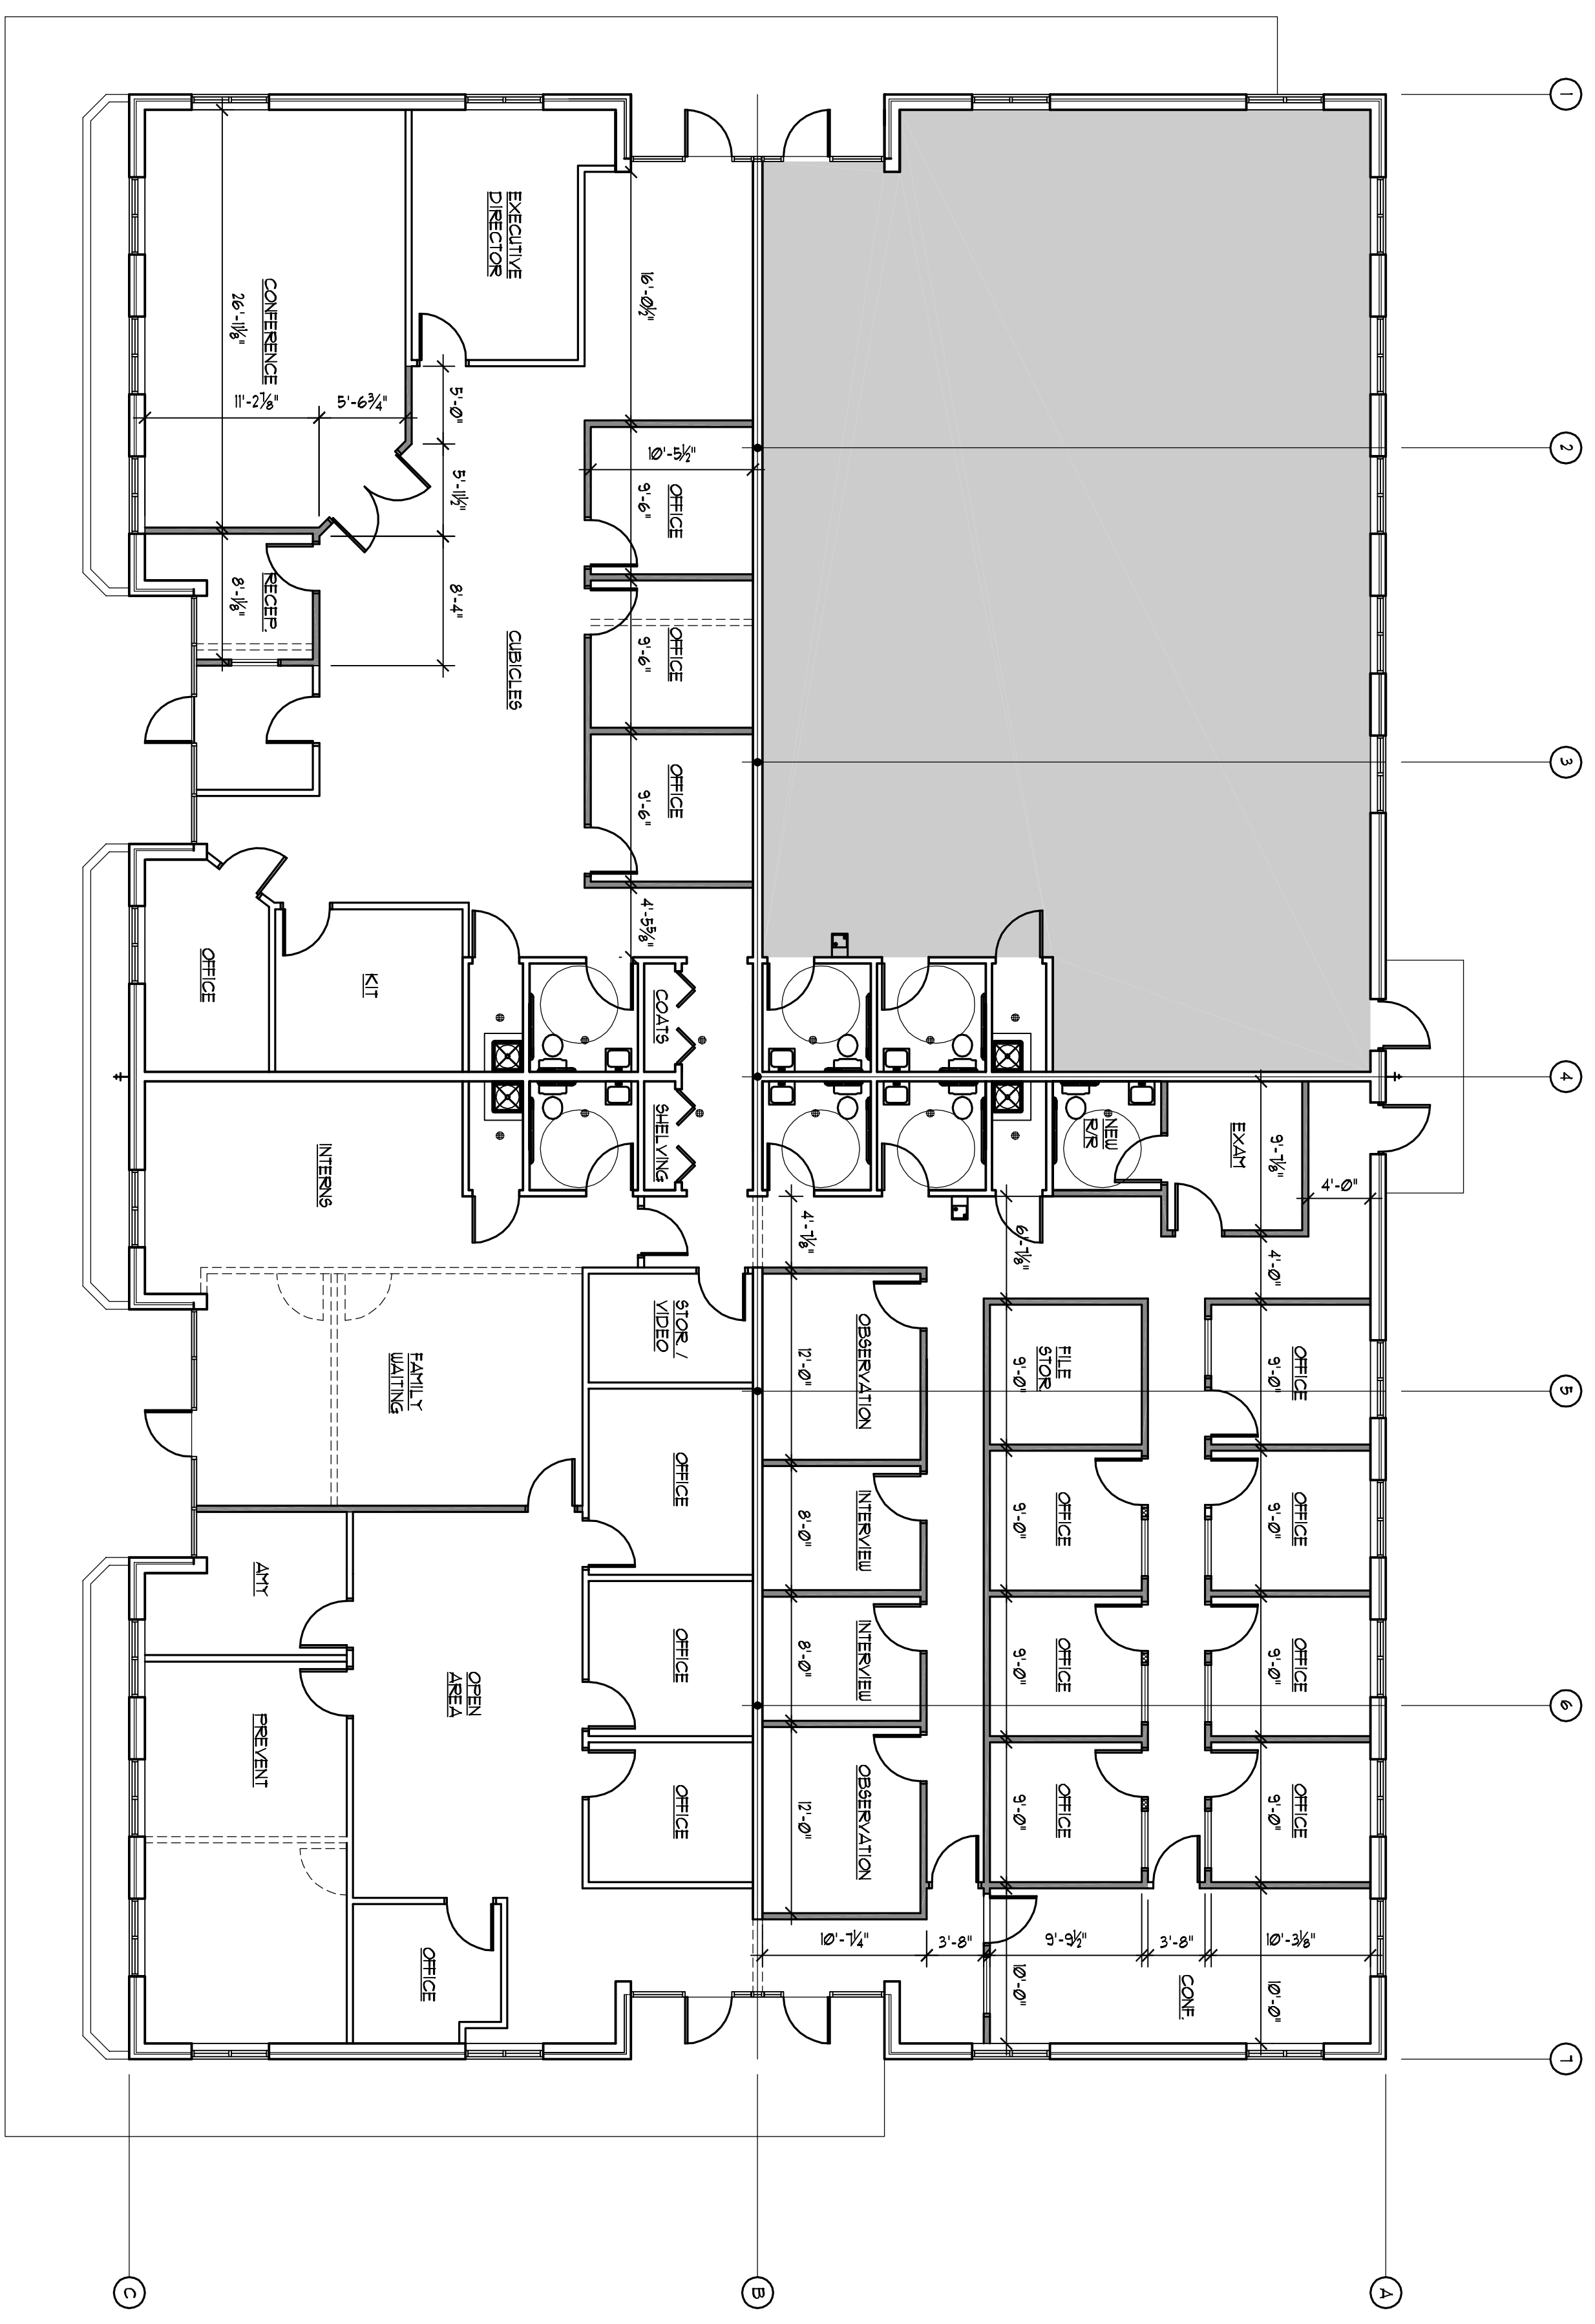 1
2
3
4
5
6
7
A
4'-0"
10'-3⅛"
OFFICE
OFFICE
OFFICE
OFFICE
9'-7⅛"
4'-0"
9'-0"
9'-0"
9'-0"
9'-0"
10'-0"
EXAM
CONF.
3'-8"
NEW
R/R
FILE
STOR.
OFFICE
OFFICE
OFFICE
9'-9½"
6'-7⅛"
9'-0"
9'-0"
9'-0"
9'-0"
10'-0"
3'-8"
OBSERVATION
INTERVIEW
INTERVIEW
OBSERVATION
10'-7¼"
4'-7⅛"
12'-0"
8'-0"
8'-0"
12'-0"
B
OFFICE
OFFICE
OFFICE
10'-5½"
16'-0½"
9'-6"
9'-6"
9'-6"
4'-5⅝"
COATS
SHELVING
STOR. /
VIDEO
OFFICE
OFFICE
OFFICE
EXECUTIVE
DIRECTOR
CUBICLES
5'-0"
5'-11½"
8'-4"
OPEN
AREA
OFFICE
5'-6¾"
11'-2⅞"
KIT
INTERNS
FAMILY
WAITING
CONFERENCE
26'-11⅛"
RECEP.
8'-1⅛"
OFFICE
AMY
PREVENT
C